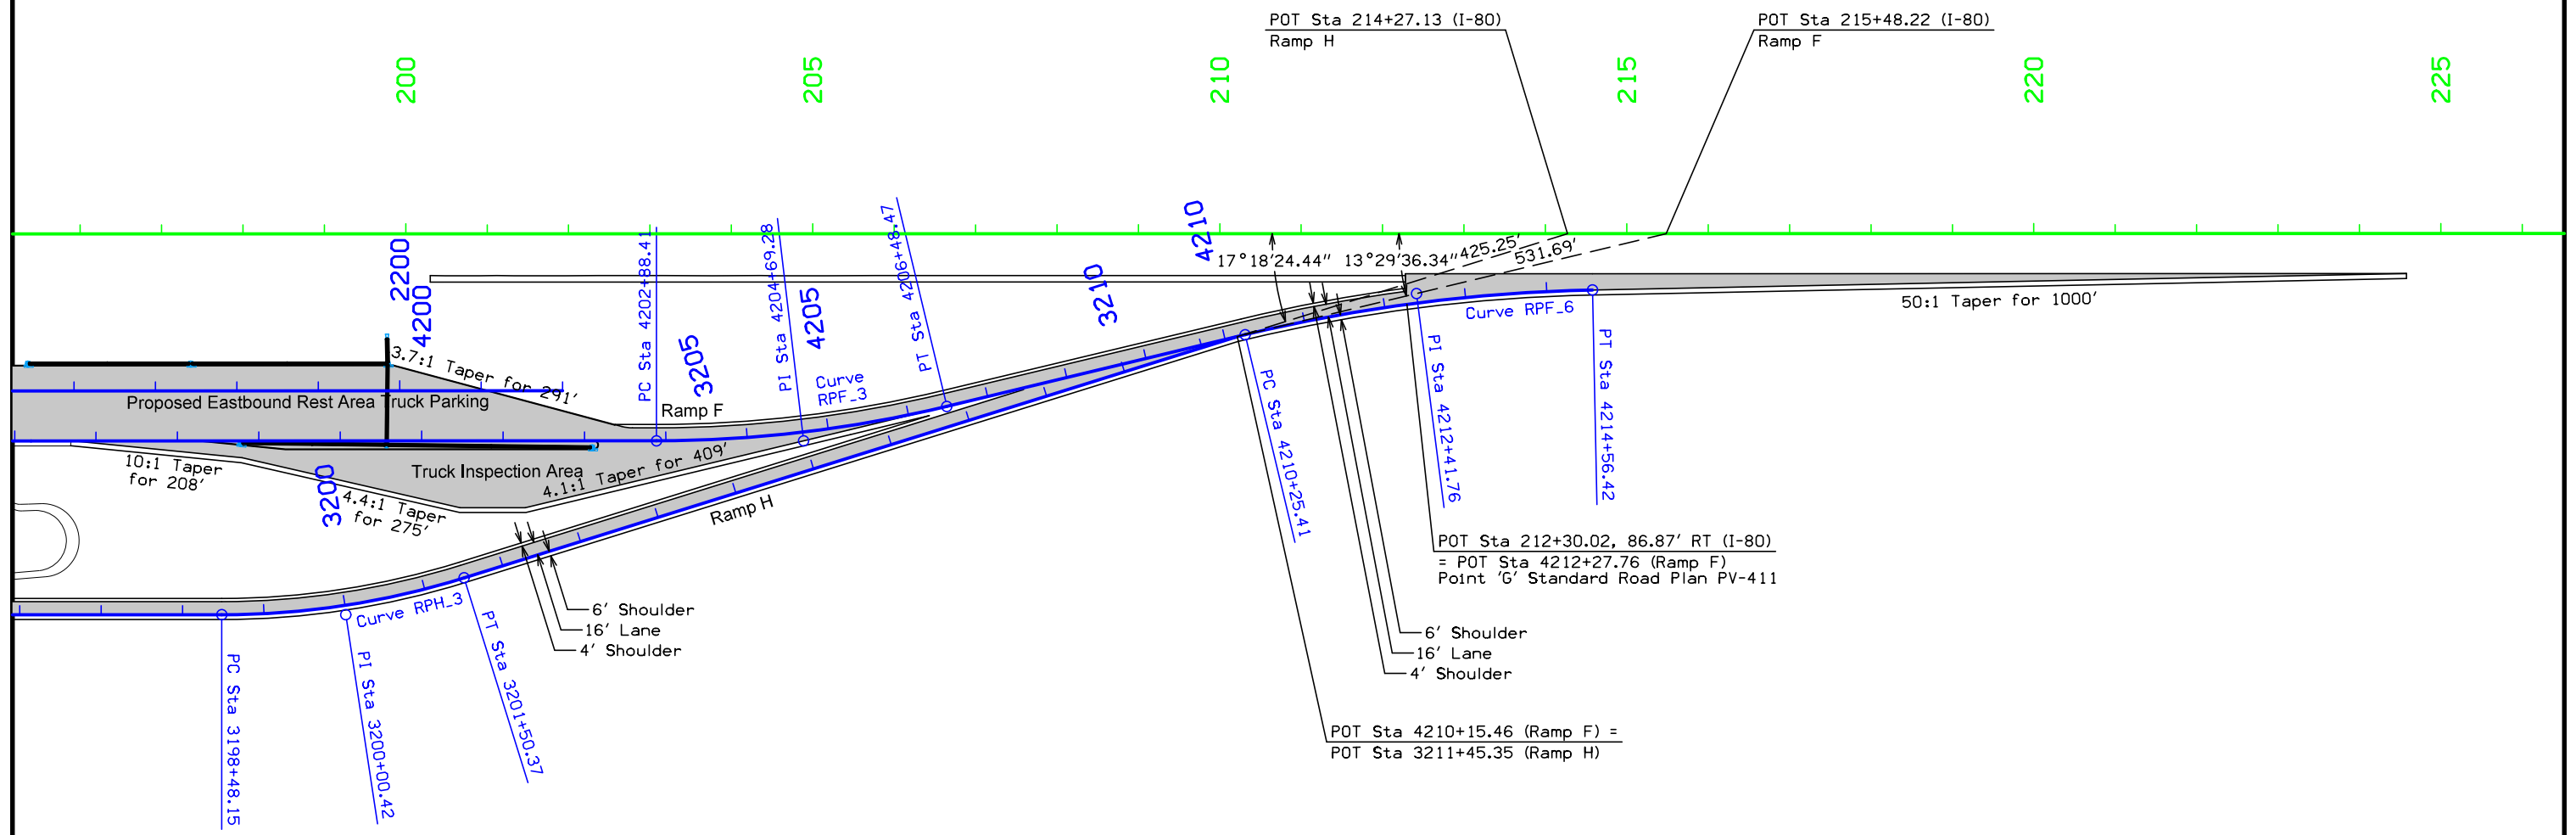 POT Sta 214+27.13 (I-80)
Ramp H
POT Sta 215+48.22 (I-80)
Ramp F
200
205
210
215
220
225
2200
4200
PC Sta 4202+88.41
PI Sta 4204+69.28
4205
PT Sta 4206+48.47
4210
3210
3205
17°18'24.44"
13°29'36.34"
425.25'
531.69'
50:1 Taper for 1000'
Curve RPF_6
3.7:1 Taper for 291'
Proposed Eastbound Rest Area Truck Parking
Ramp F
Curve
RPF_3
10:1 Taper
for 208'
Truck Inspection Area
4.1:1 Taper for 409'
3200
4.4:1 Taper
for 275'
Ramp H
PC Sta 4210+25.41
PI Sta 4212+41.76
PT Sta 4214+56.42
POT Sta 212+30.02, 86.87' RT (I-80)
= POT Sta 4212+27.76 (Ramp F)
Point 'G' Standard Road Plan PV-411
Curve RPH_3
6' Shoulder
16' Lane
4' Shoulder
6' Shoulder
16' Lane
4' Shoulder
PC Sta 3198+48.15
PI Sta 3200+00.42
PT Sta 3201+50.37
POT Sta 4210+15.46 (Ramp F) =
POT Sta 3211+45.35 (Ramp H)